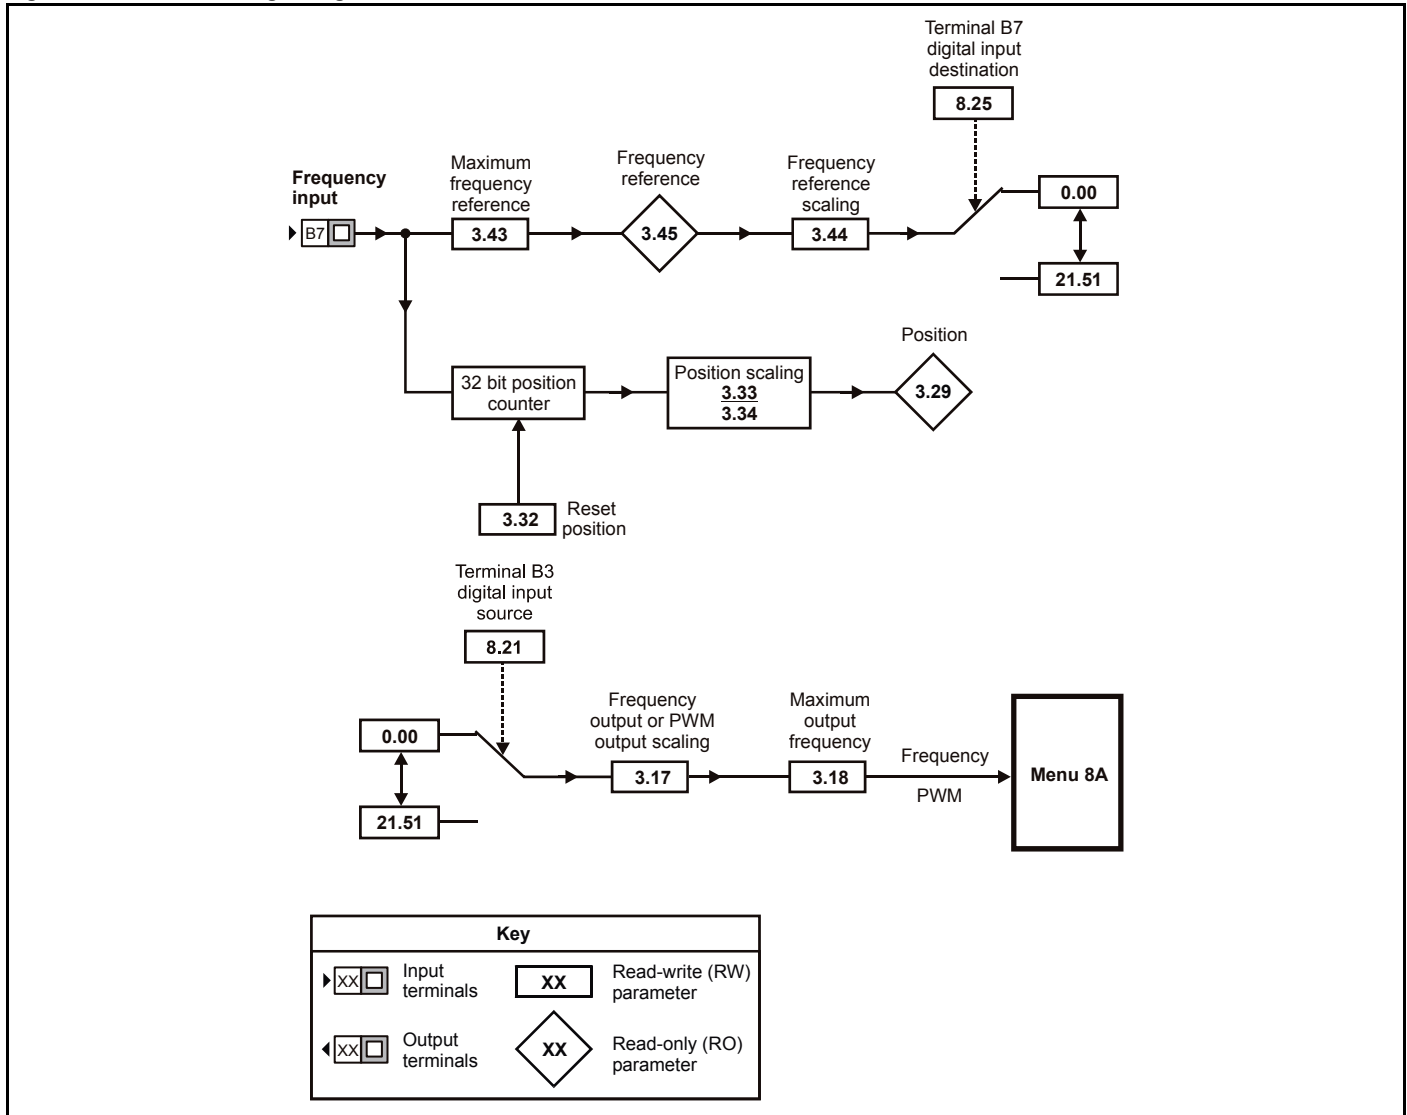 Terminal B7
digital input
destination
8.25
Frequency
input
B7
Maximum
frequency
reference
3.43
Frequency
reference
3.45
Frequency
reference
scaling
3.44
0.00
21.51
32 bit position
counter
Position scaling
3.33
3.34
Position
3.29
3.32
Reset
position
Terminal B3
digital input
source
8.21
0.00
21.51
Frequency
output or PWM
output scaling
3.17
Maximum
output
frequency
3.18
Frequency
PWM
Menu 8A
Key
XX
Input
terminals
XX
Read-write (RW)
parameter
XX
Output
terminals
XX
Read-only (RO)
parameter